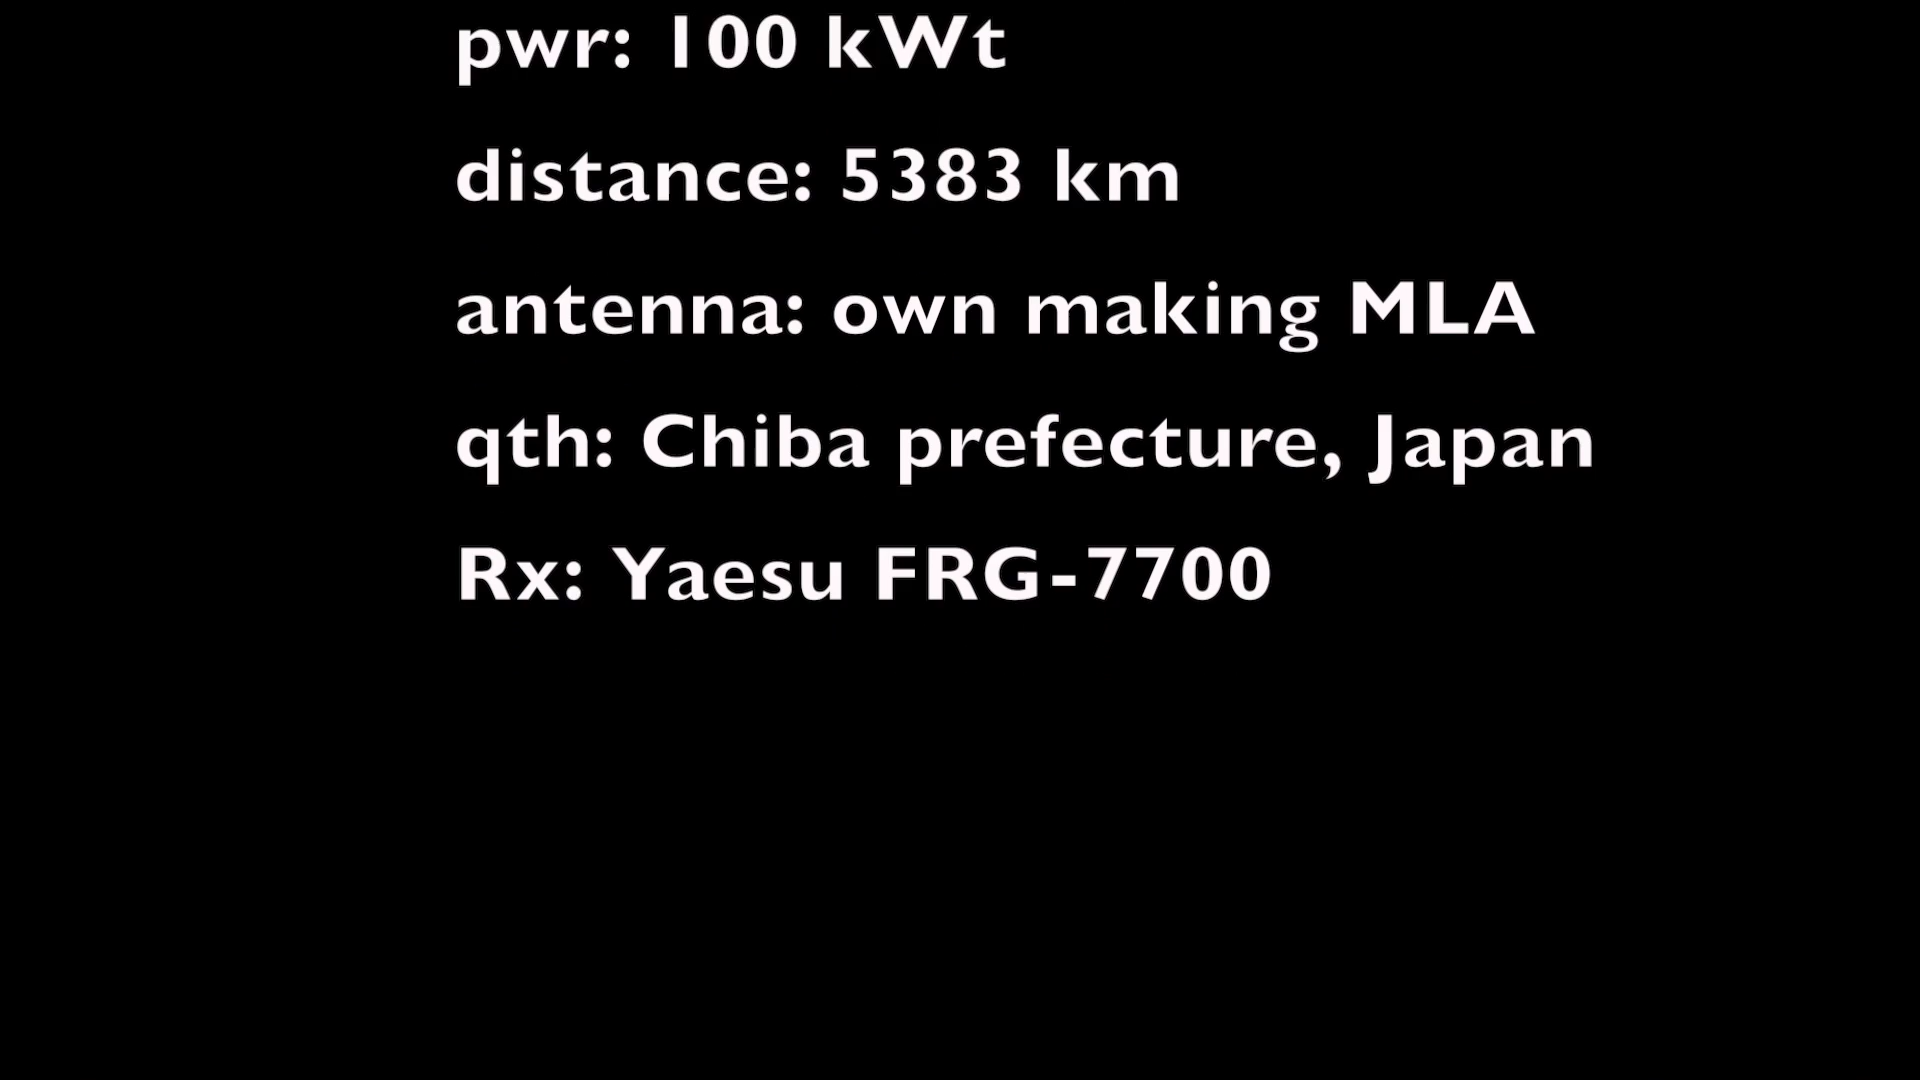 pwr: 100 kWt
distance: 5383 km
antenna: own making MLA
qth: Chiba prefecture, Japan
Rx: Yaesu FRG-7700